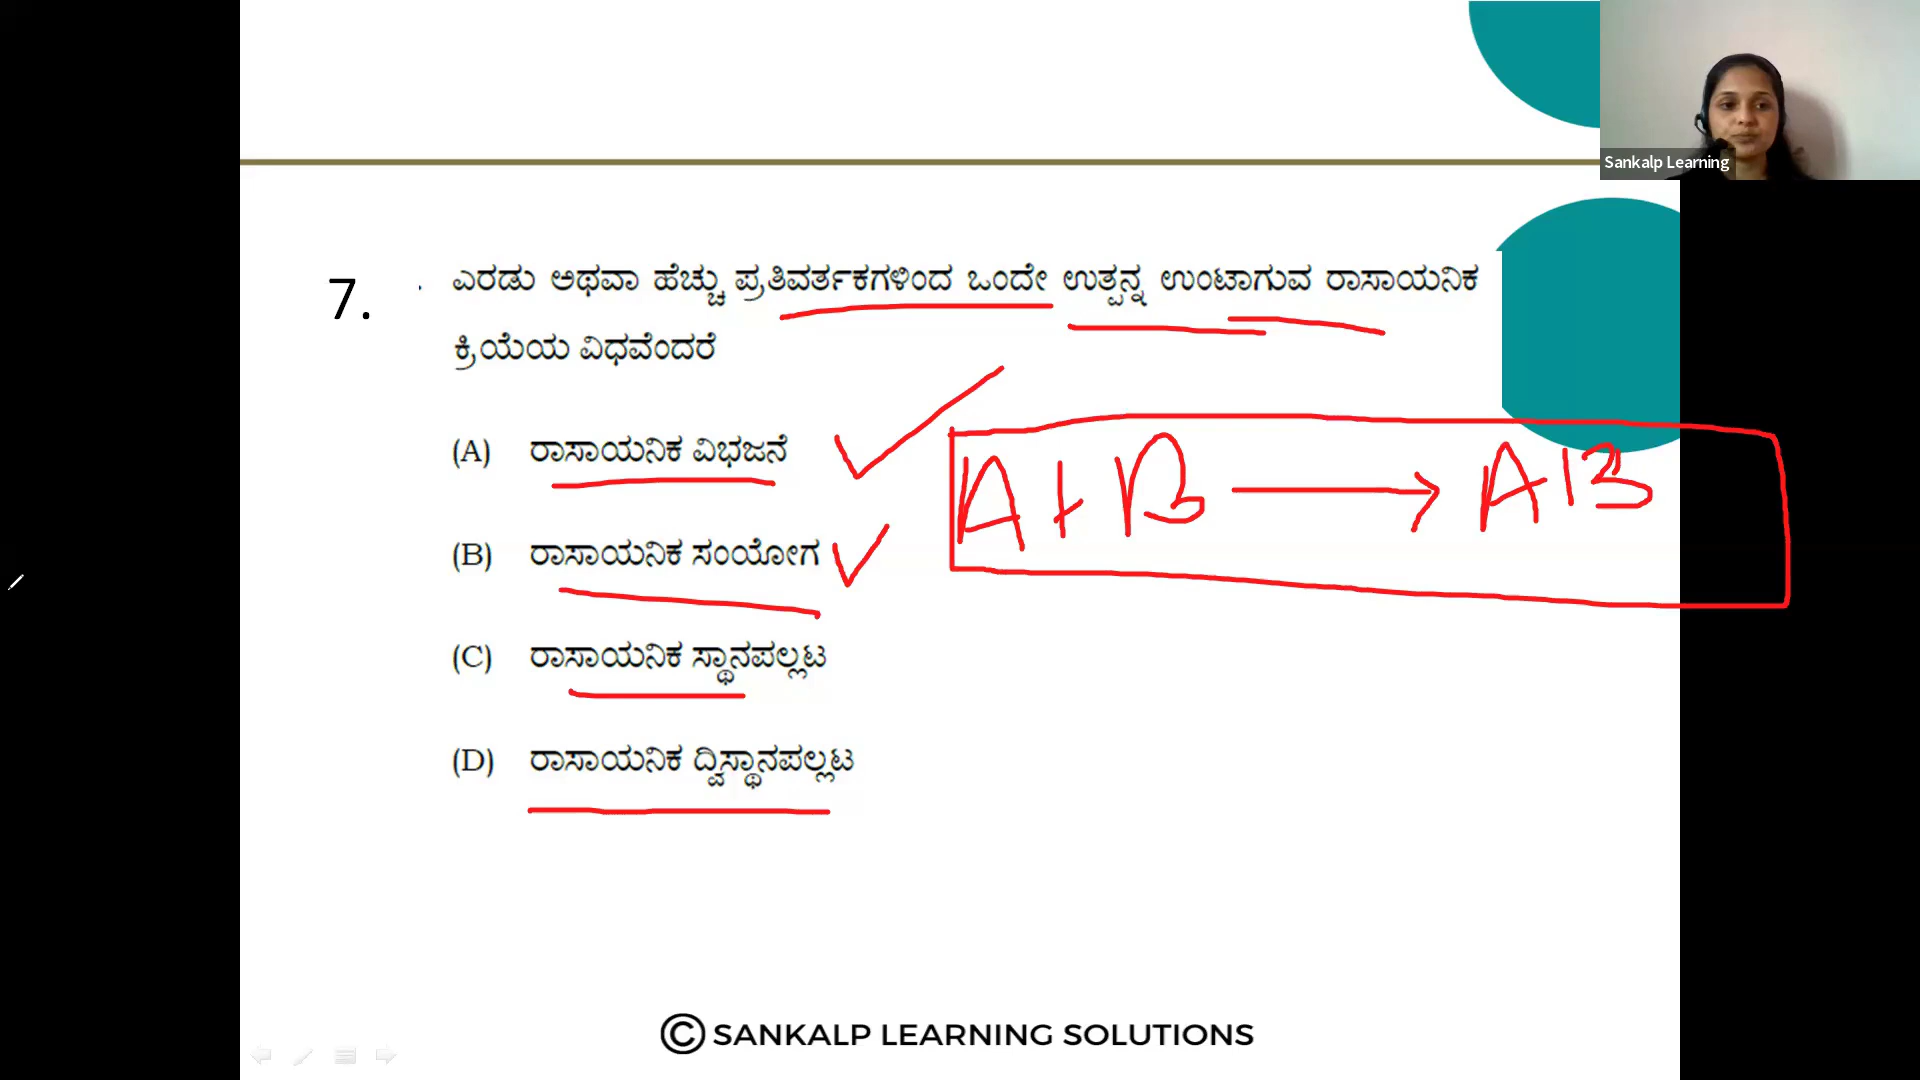 Sankalp Learning
7.
ಎರಡು ಅಥವಾ ಹೆಚ್ಚು ಪ್ರತಿವರ್ತಕಗಳಿಂದ ಒಂದೇ ಉತ್ಪನ್ನ ಉಂಟಾಗುವ ರಾಸಾಯನಿಕ
ಕ್ರಿಯೆಯ ವಿಧವೆಂದರೆ
(A) ರಾಸಾಯನಿಕ ವಿಭಜನೆ
A+B → AB
(B) ರಾಸಾಯನಿಕ ಸಂಯೋಗ
(C) ರಾಸಾಯನಿಕ ಸ್ಥಾನಪಲ್ಲಟ
(D) ರಾಸಾಯನಿಕ ದ್ವಿಸ್ಥಾನಪಲ್ಲಟ
© SANKALP LEARNING SOLUTIONS